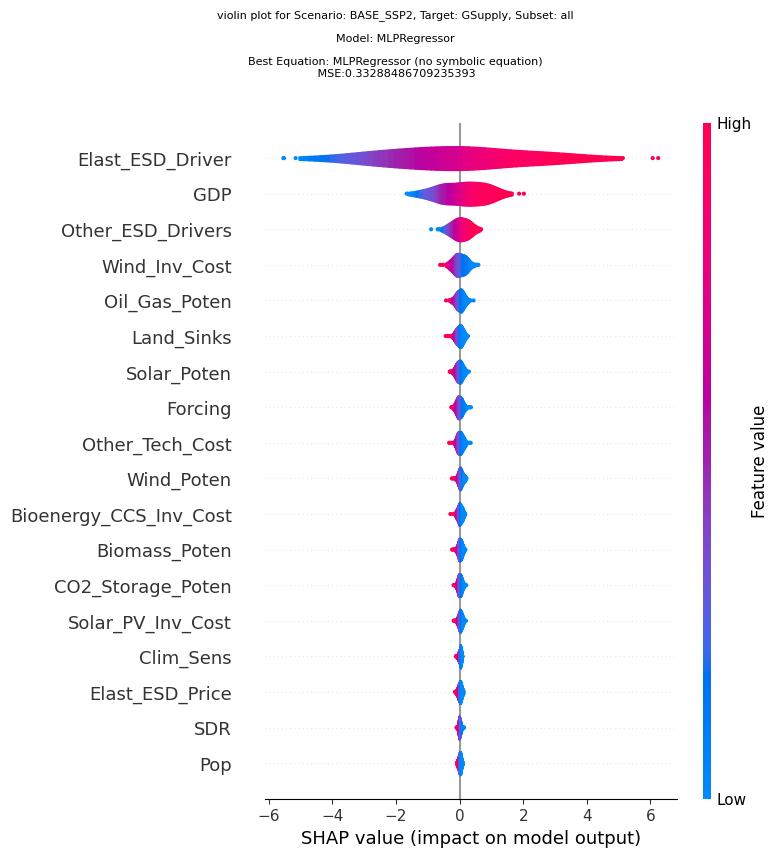 violin plot for Scenario: BASE_SSP2, Target: GSupply, Subset: all
Model: MLPRegressor
Best Equation: MLPRegressor (no symbolic equation)
MSE:0.33288486709235393
High
Elast_ESD_Driver
GDP
Other_ESD_Drivers
Wind_Inv_Cost
Oil_Gas_Poten
Land_Sinks
Solar_Poten
Forcing
Other_Tech_Cost
Wind_Poten
Bioenergy_CCS_Inv_Cost
Biomass_Poten
CO2_Storage_Poten
Solar_PV_Inv_Cost
Clim_Sens
Elast_ESD_Price
SDR
Pop
Feature value
Low
−6 −4 −2 0 2 4 6
SHAP value (impact on model output)